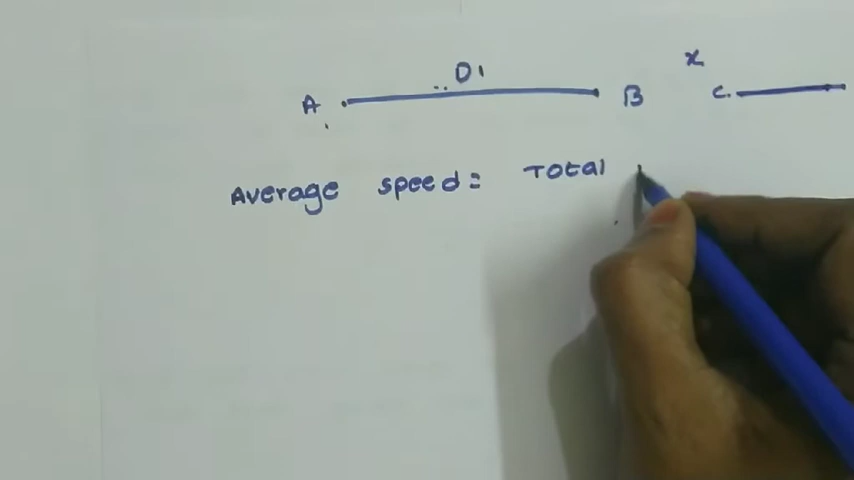 D1 x
A B C.
Average speed = Total